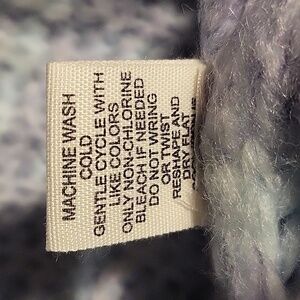 MACHINE WASH
COLD
GENTLE CYCLE WITH
LIKE COLORS
ONLY NON-CHLORINE
BLEACH IF NEEDED
DO NOT WRING
OR TWIST
RESHAPE AND
DRY FLAT